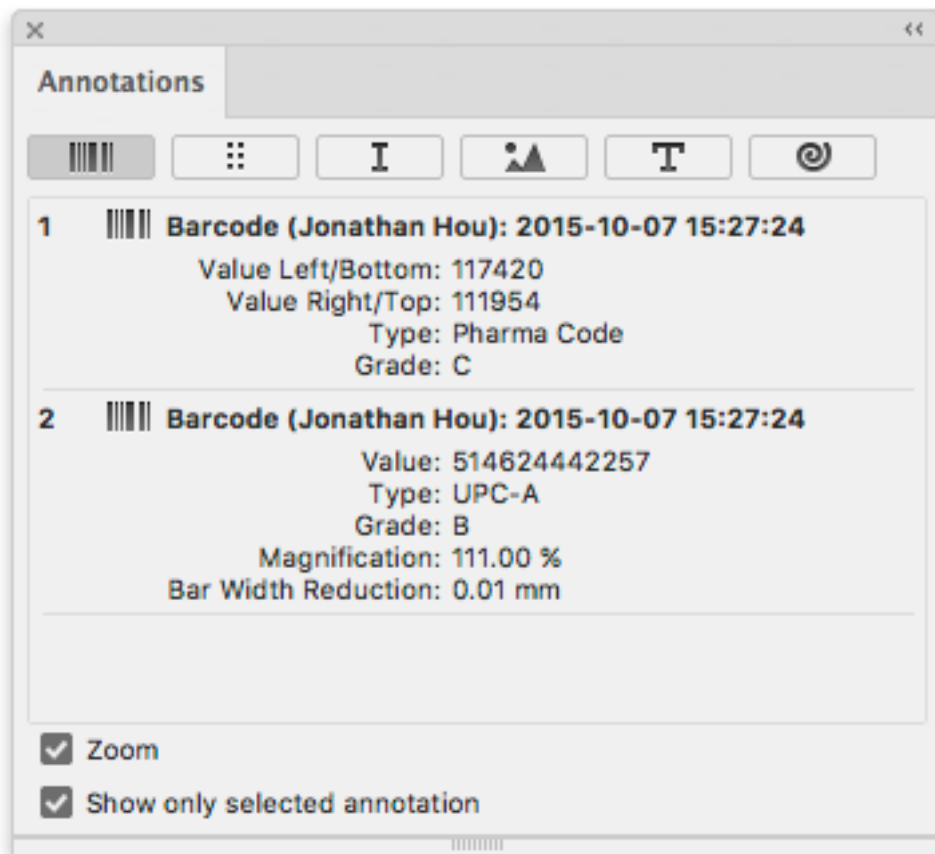 Annotations
1 Barcode (Jonathan Hou): 2015-10-07 15:27:24
Value Left/Bottom: 117420
Value Right/Top: 111954
Type: Pharma Code
Grade: C
2 Barcode (Jonathan Hou): 2015-10-07 15:27:24
Value: 514624442257
Type: UPC-A
Grade: B
Magnification: 111.00 %
Bar Width Reduction: 0.01 mm
Zoom
Show only selected annotation